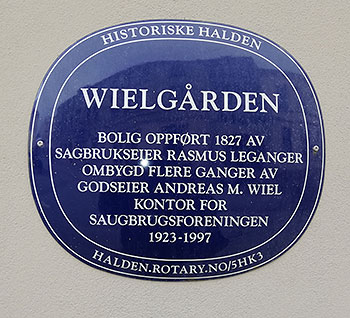 HISTORISKE HALDEN
WIELGÅRDEN
BOLIG OPPFØRT 1827 AV
SAGBRUKSEIER RASMUS LEGANGER
OMBYGD FLERE GANGER AV
GODSEIER ANDREAS M. WIEL
KONTOR FOR
SAUGBRUGSFORENINGEN
1923-1997
HALDEN.ROTARY.NO/5HK3